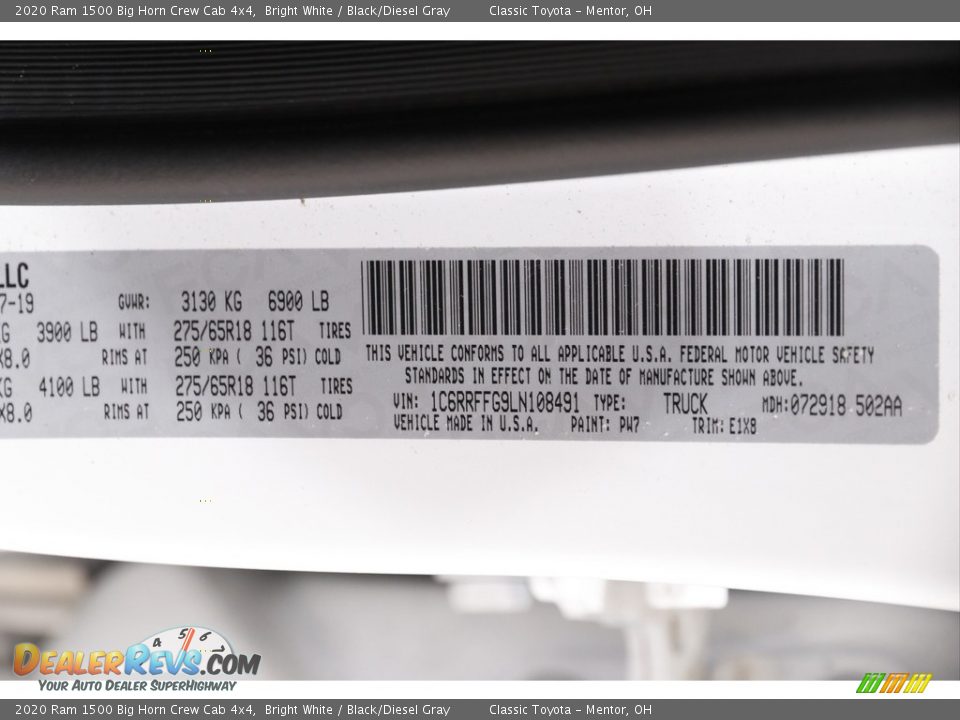 2020 Ram 1500 Big Horn Crew Cab 4x4, Bright White / Black/Diesel Gray Classic Toyota - Mentor, OH
LLC
7-19 GVWR: 3130 KG 6900 LB
KG 3900 LB WITH 275/65R18 116T TIRES
X8.0 RIMS AT 250 KPA ( 36 PSI) COLD
KG 4100 LB WITH 275/65R18 116T TIRES
X8.0 RIMS AT 250 KPA ( 36 PSI) COLD
THIS VEHICLE CONFORMS TO ALL APPLICABLE U.S.A. FEDERAL MOTOR VEHICLE SAFETY
STANDARDS IN EFFECT ON THE DATE OF MANUFACTURE SHOWN ABOVE.
VIN: 1C6RRFFG9LN108491 TYPE: TRUCK MDH:072918 502AA
VEHICLE MADE IN U.S.A. PAINT: PW7 TRIM: E1X8
4 5 6
DEALERREVS.COM
YOUR AUTO DEALER SUPERHIGHWAY
2020 Ram 1500 Big Horn Crew Cab 4x4, Bright White / Black/Diesel Gray Classic Toyota - Mentor, OH